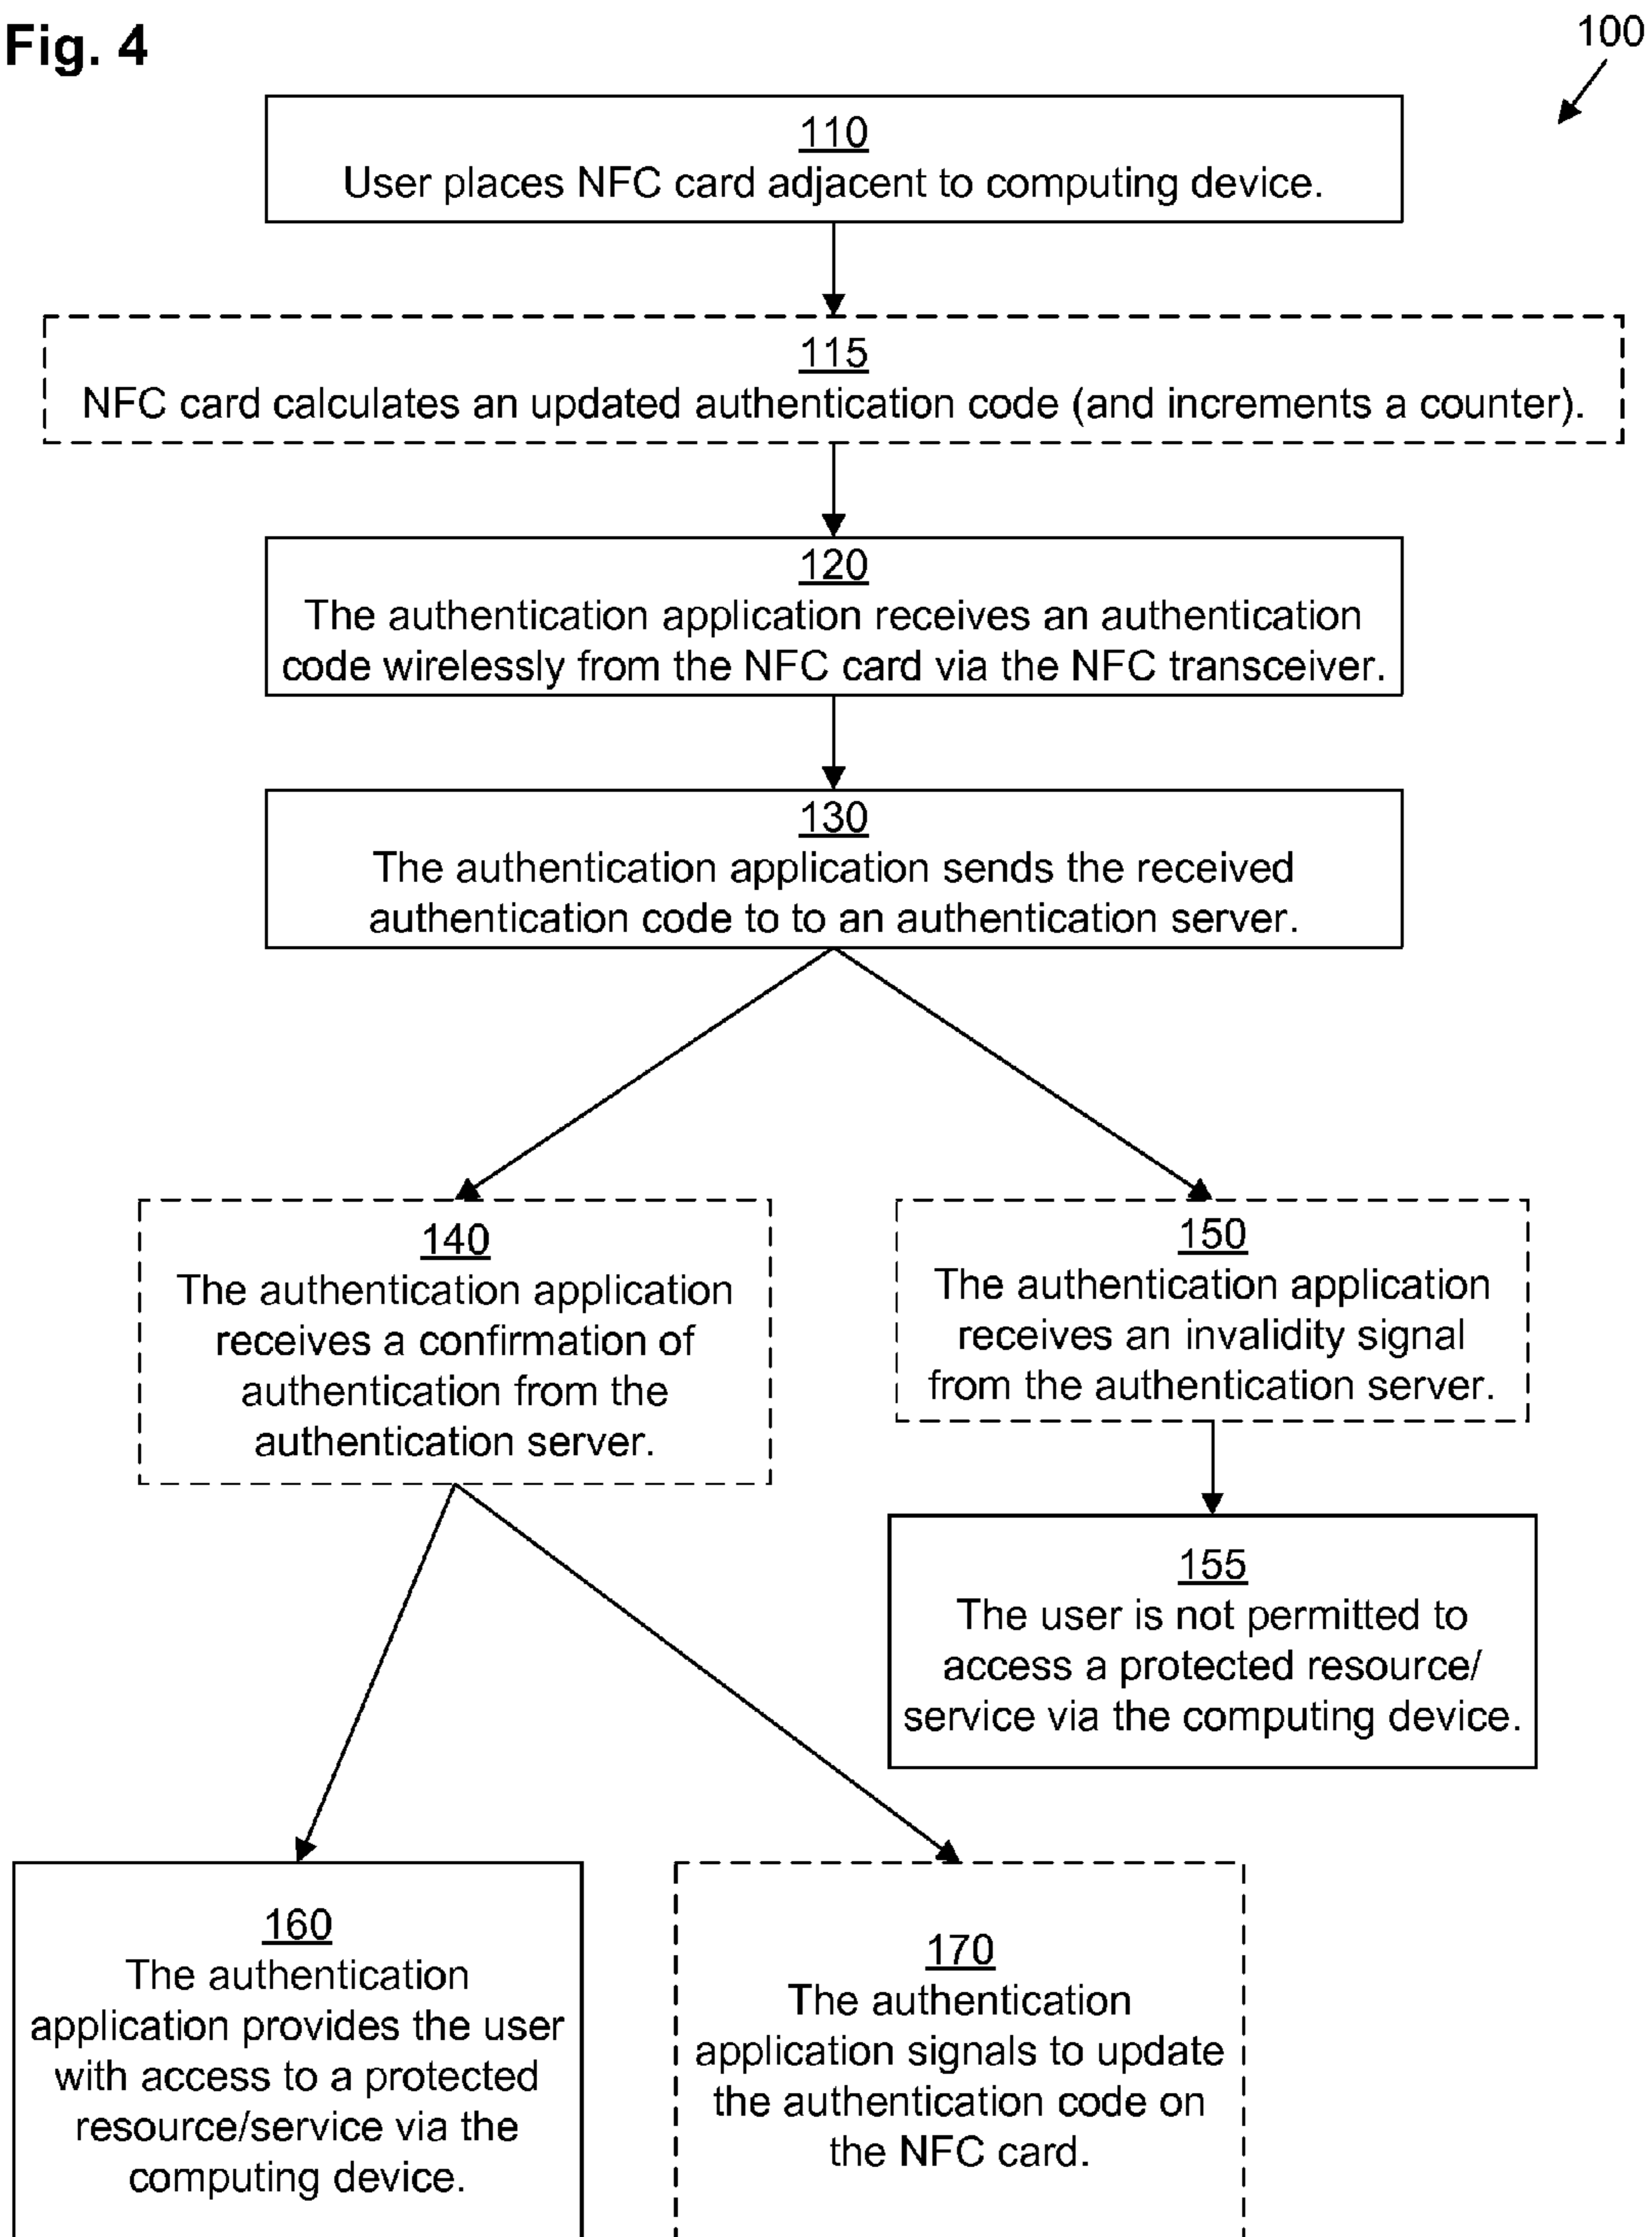 Fig. 4
100
110
User places NFC card adjacent to computing device.
115
NFC card calculates an updated authentication code (and increments a counter).
120
The authentication application receives an authentication
code wirelessly from the NFC card via the NFC transceiver.
130
The authentication application sends the received
authentication code to to an authentication server.
140
The authentication application
receives a confirmation of
authentication from the
authentication server.
150
The authentication application
receives an invalidity signal
from the authentication server.
155
The user is not permitted to
access a protected resource/
service via the computing device.
160
The authentication
application provides the user
with access to a protected
resource/service via the
computing device.
170
The authentication
application signals to update
the authentication code on
the NFC card.